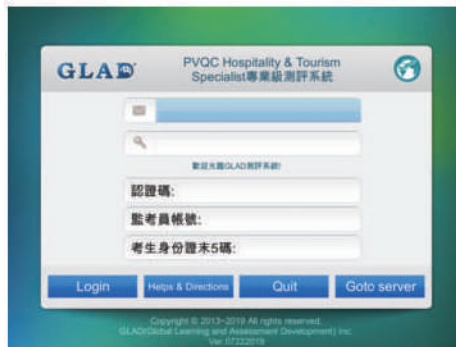 GLAD
PVQC Hospitality & Tourism
Specialist專業級測評系統
歡迎光臨GLAD測評系統!
認證碼:
監考員帳號:
考生身份證末5碼:
Login
Helps & Directions
Quit
Goto server
Copyright © 2013~2019 All rights reserved.
GLAD(Global Learning and Assessment Development) Inc.
Ver.07222019